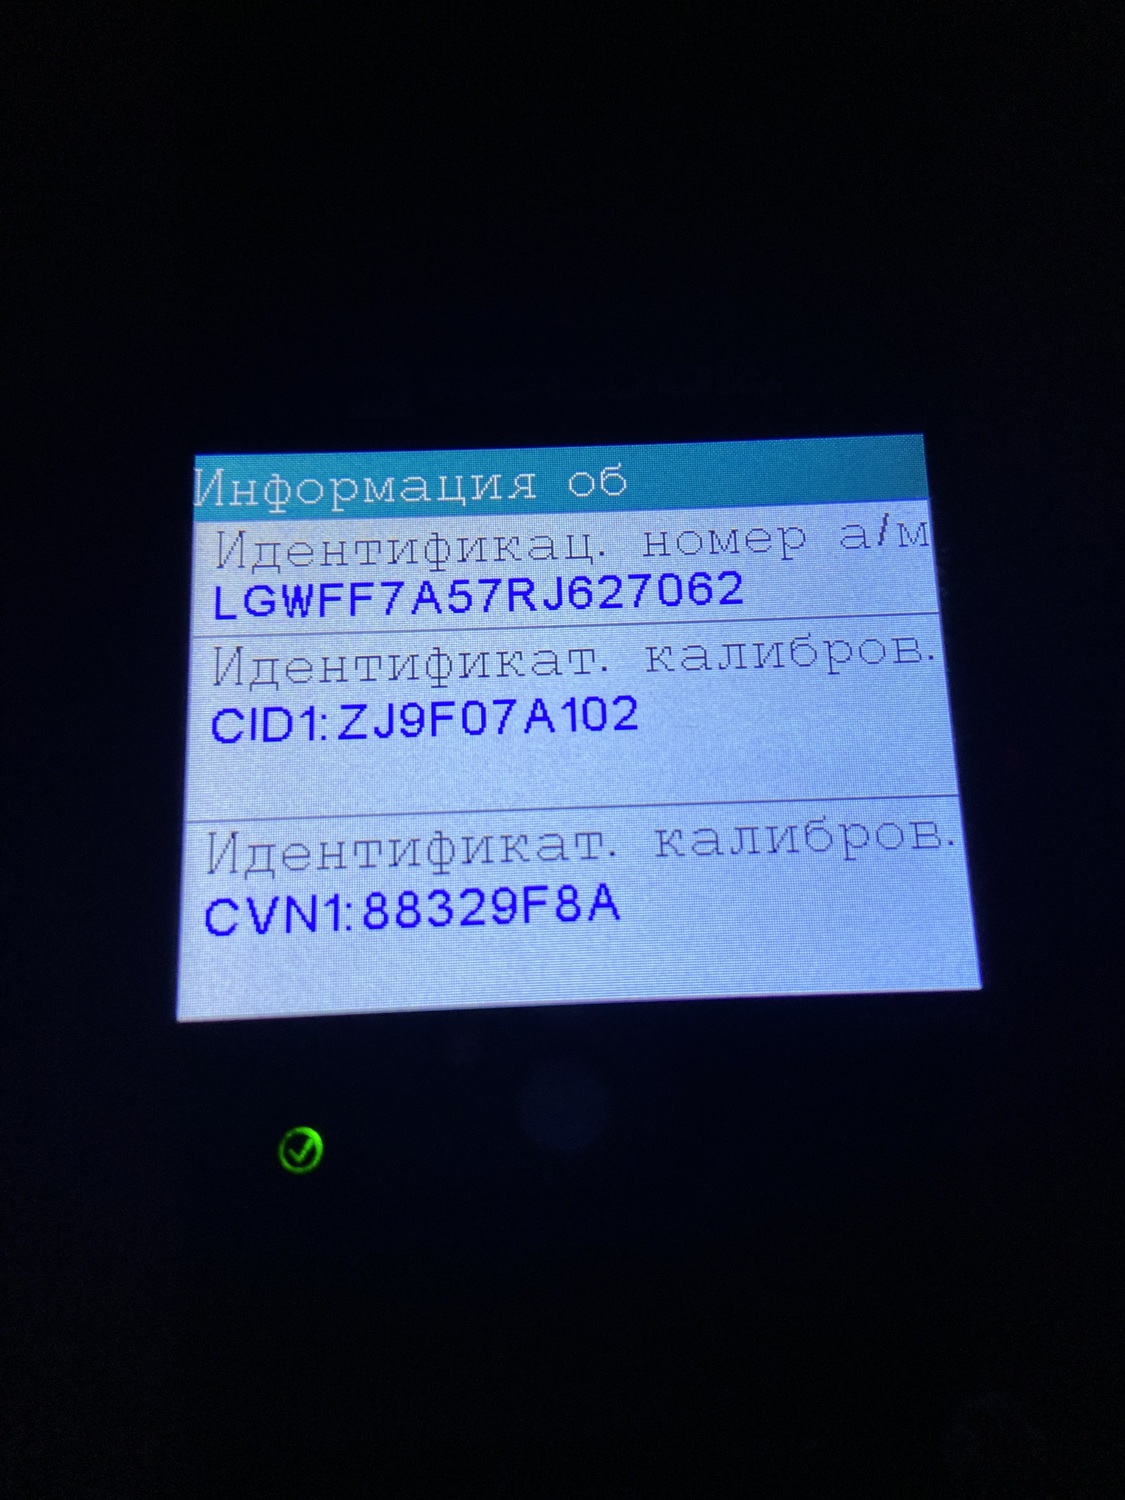 Информация об
Идентификац. номер а/м
LGWFF7A57RJ627062
Идентификат. калибров.
CID1:ZJ9F07A102
Идентификат. калибров.
CVN1:88329F8A